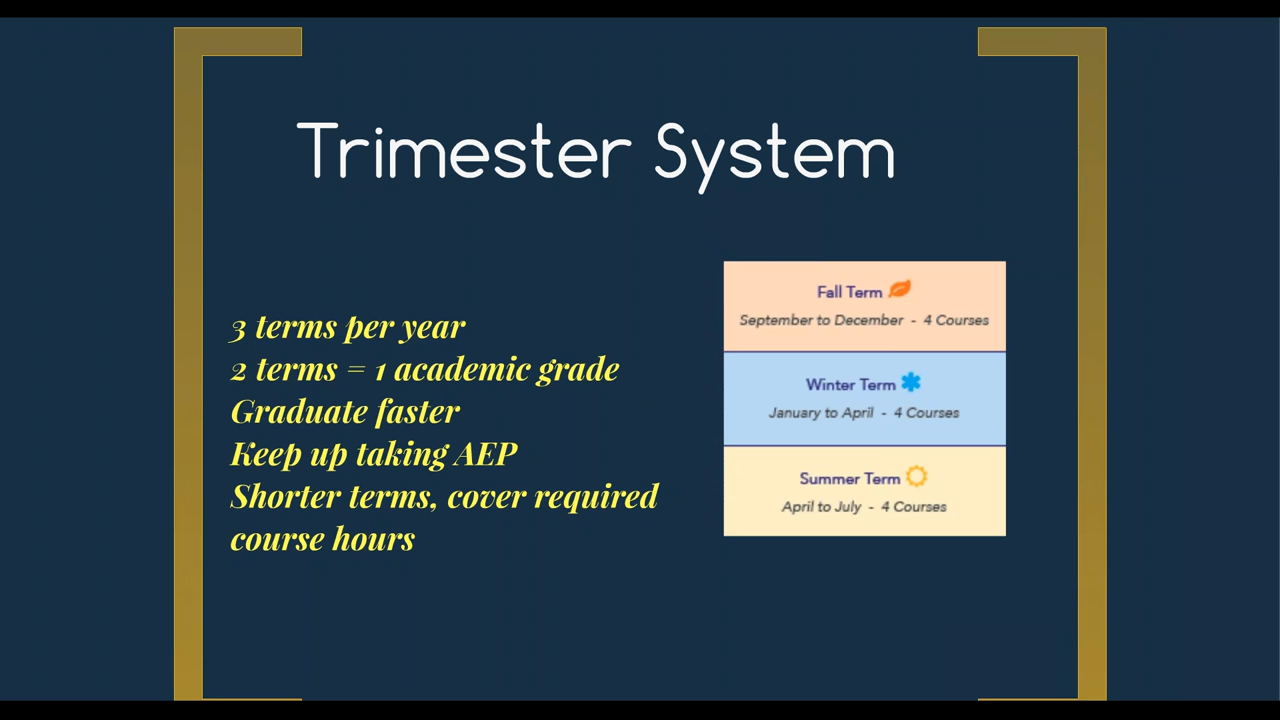 Trimester System
3 terms per year
2 terms = 1 academic grade
Graduate faster
Keep up taking AEP
Shorter terms, cover required
course hours
Fall Term
September to December - 4 Courses
Winter Term
January to April - 4 Courses
Summer Term
April to July - 4 Courses